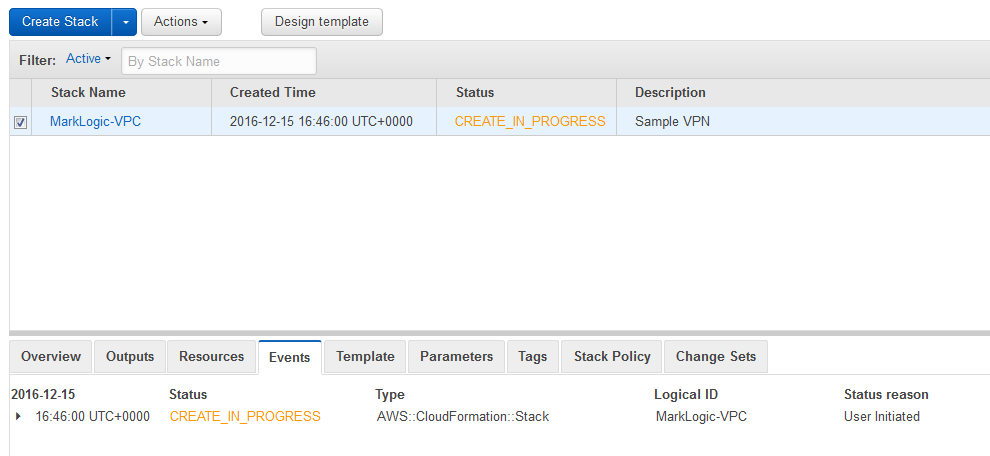 Create Stack Actions Design template
Filter: Active By Stack Name
Stack Name Created Time Status Description
MarkLogic-VPC 2016-12-15 16:46:00 UTC+0000 CREATE_IN_PROGRESS Sample VPN
Overview Outputs Resources Events Template Parameters Tags Stack Policy Change Sets
2016-12-15 Status Type Logical ID Status reason
16:46:00 UTC+0000 CREATE_IN_PROGRESS AWS::CloudFormation::Stack MarkLogic-VPC User Initiated